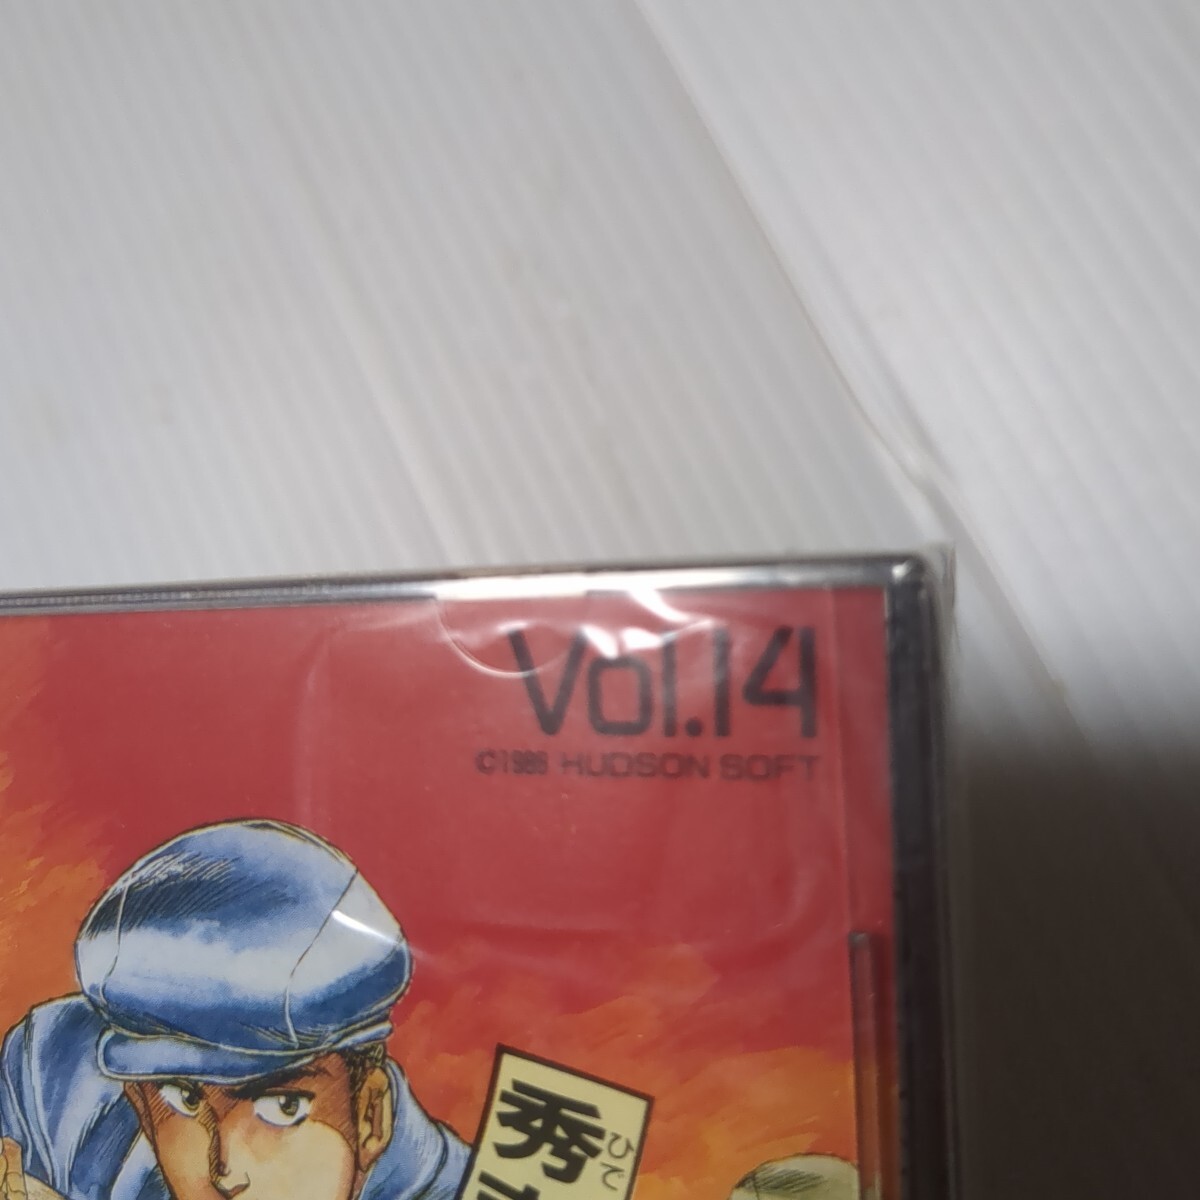 Vol.14
©1988 HUDSON SOFT
秀
ひで